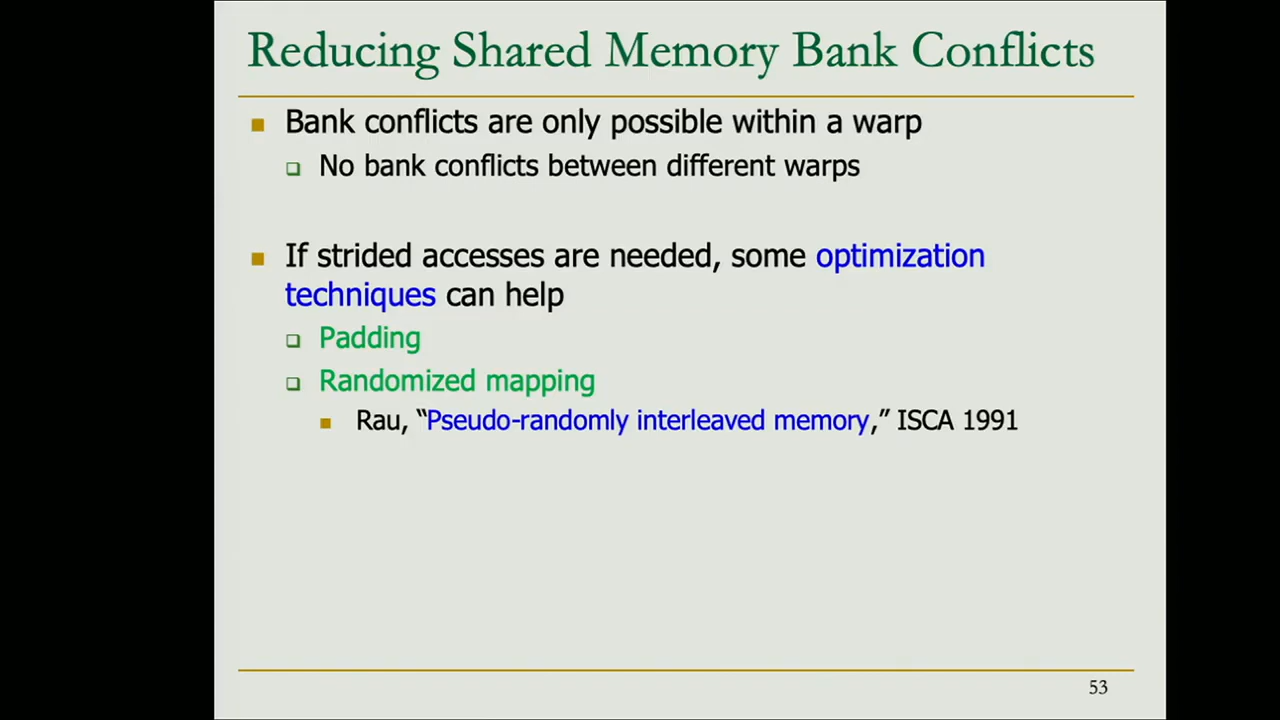 Reducing Shared Memory Bank Conflicts
Bank conflicts are only possible within a warp
No bank conflicts between different warps
If strided accesses are needed, some optimization
techniques can help
Padding
Randomized mapping
Rau, “Pseudo-randomly interleaved memory,” ISCA 1991
53